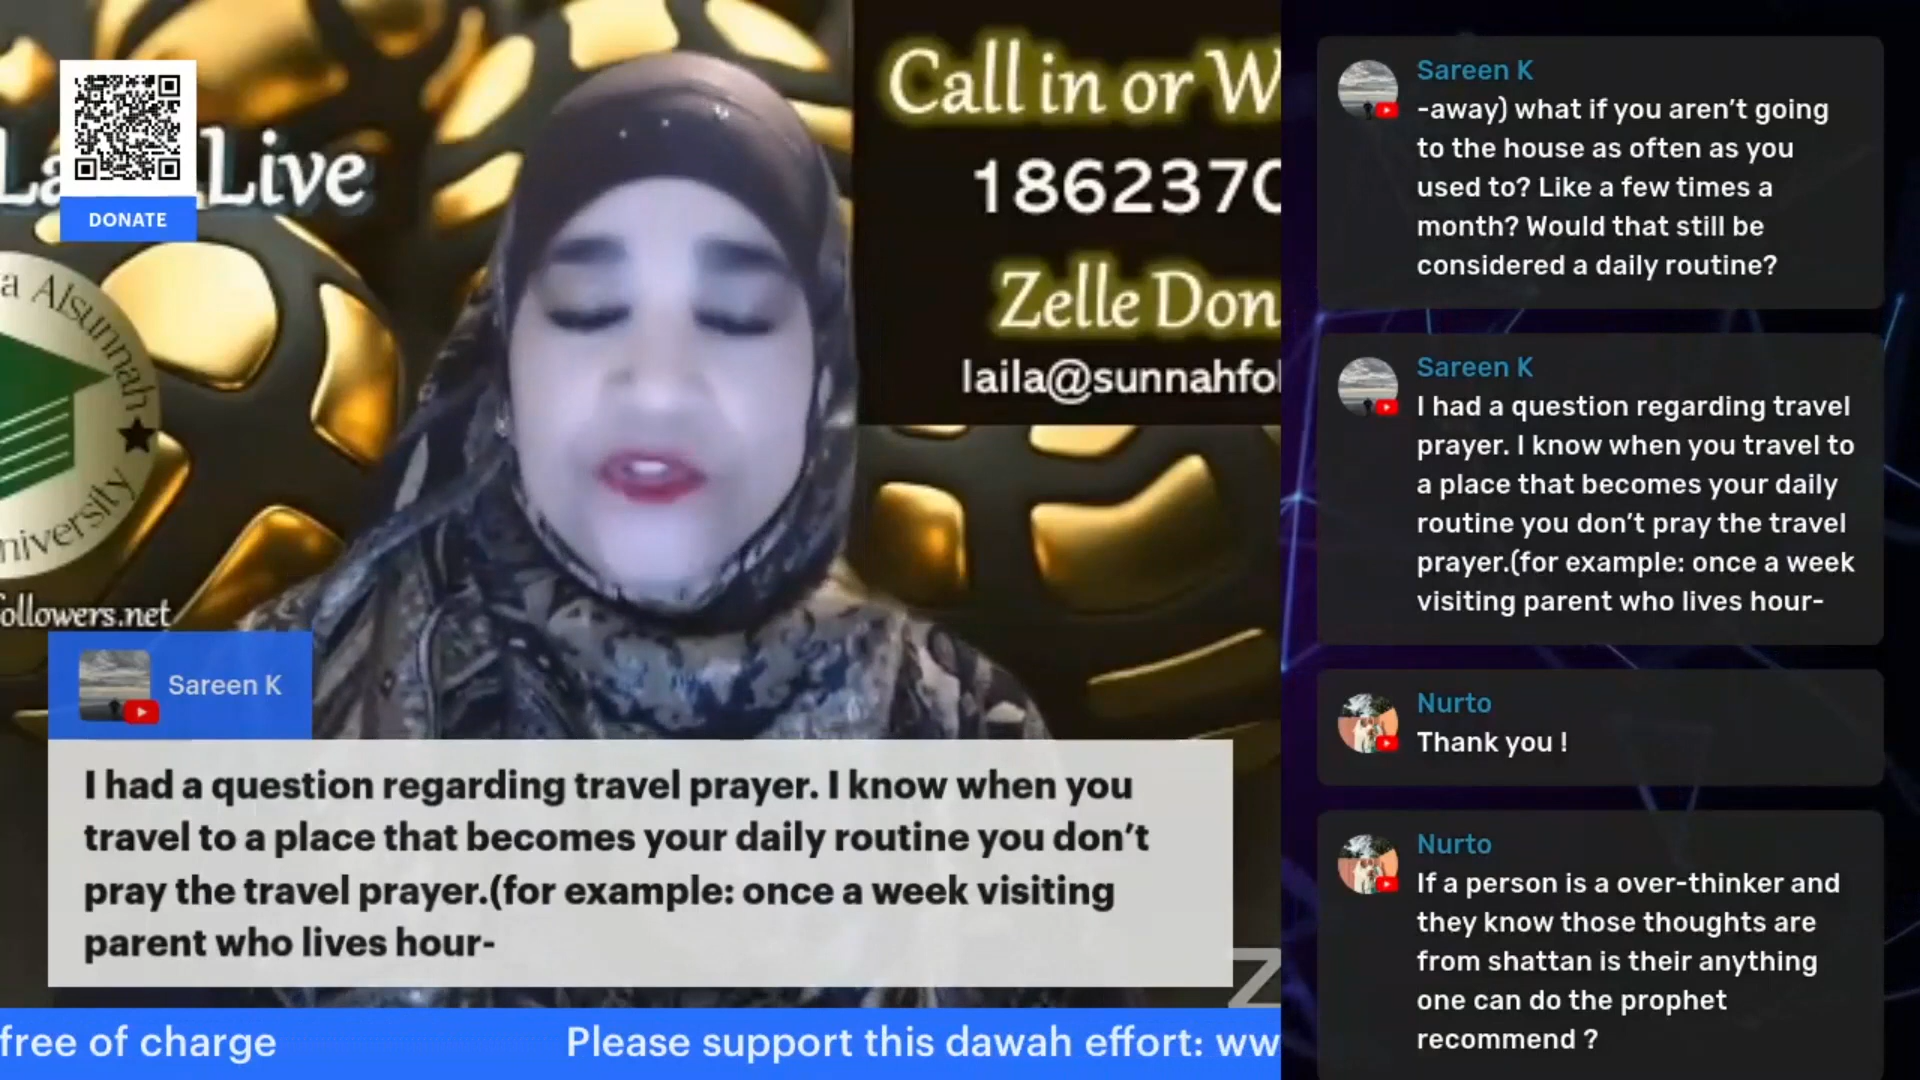 DONATE
Live
Alsunnah
Call in or W
1862370
Zelle Don
laila@sunnahfol
ollowers.net
Sareen K
I had a question regarding travel prayer. I know when you
travel to a place that becomes your daily routine you don't
pray the travel prayer.(for example: once a week visiting
parent who lives hour-
free of charge
Please support this dawah effort: ww
Sareen K
-away) what if you aren't going
to the house as often as you
used to? Like a few times a
month? Would that still be
considered a daily routine?
Sareen K
I had a question regarding travel
prayer. I know when you travel to
a place that becomes your daily
routine you don't pray the travel
prayer.(for example: once a week
visiting parent who lives hour-
Nurto
Thank you !
Nurto
If a person is a over-thinker and
they know those thoughts are
from shattan is their anything
one can do the prophet
recommend ?